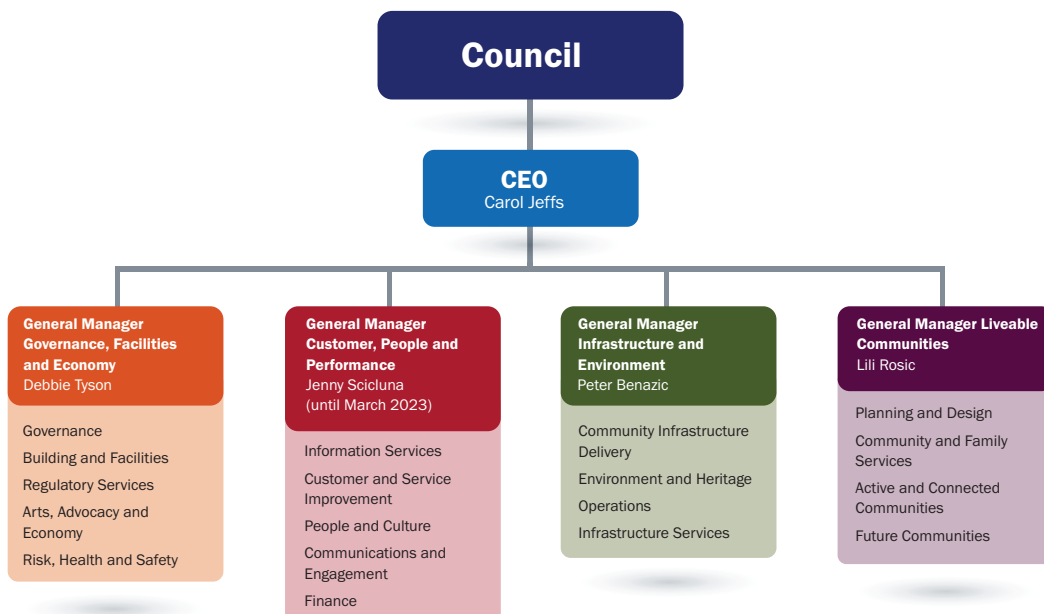 Council
CEO
Carol Jeffs
General Manager
Governance, Facilities
and Economy
Debbie Tyson
Governance
Building and Facilities
Regulatory Services
Arts, Advocacy and
Economy
Risk, Health and Safety
General Manager
Customer, People and
Performance
Jenny Scicluna
(until March 2023)
Information Services
Customer and Service
Improvement
People and Culture
Communications and
Engagement
Finance
General Manager
Infrastructure and
Environment
Peter Benazic
Community Infrastructure
Delivery
Environment and Heritage
Operations
Infrastructure Services
General Manager Liveable
Communities
Lili Rosic
Planning and Design
Community and Family
Services
Active and Connected
Communities
Future Communities